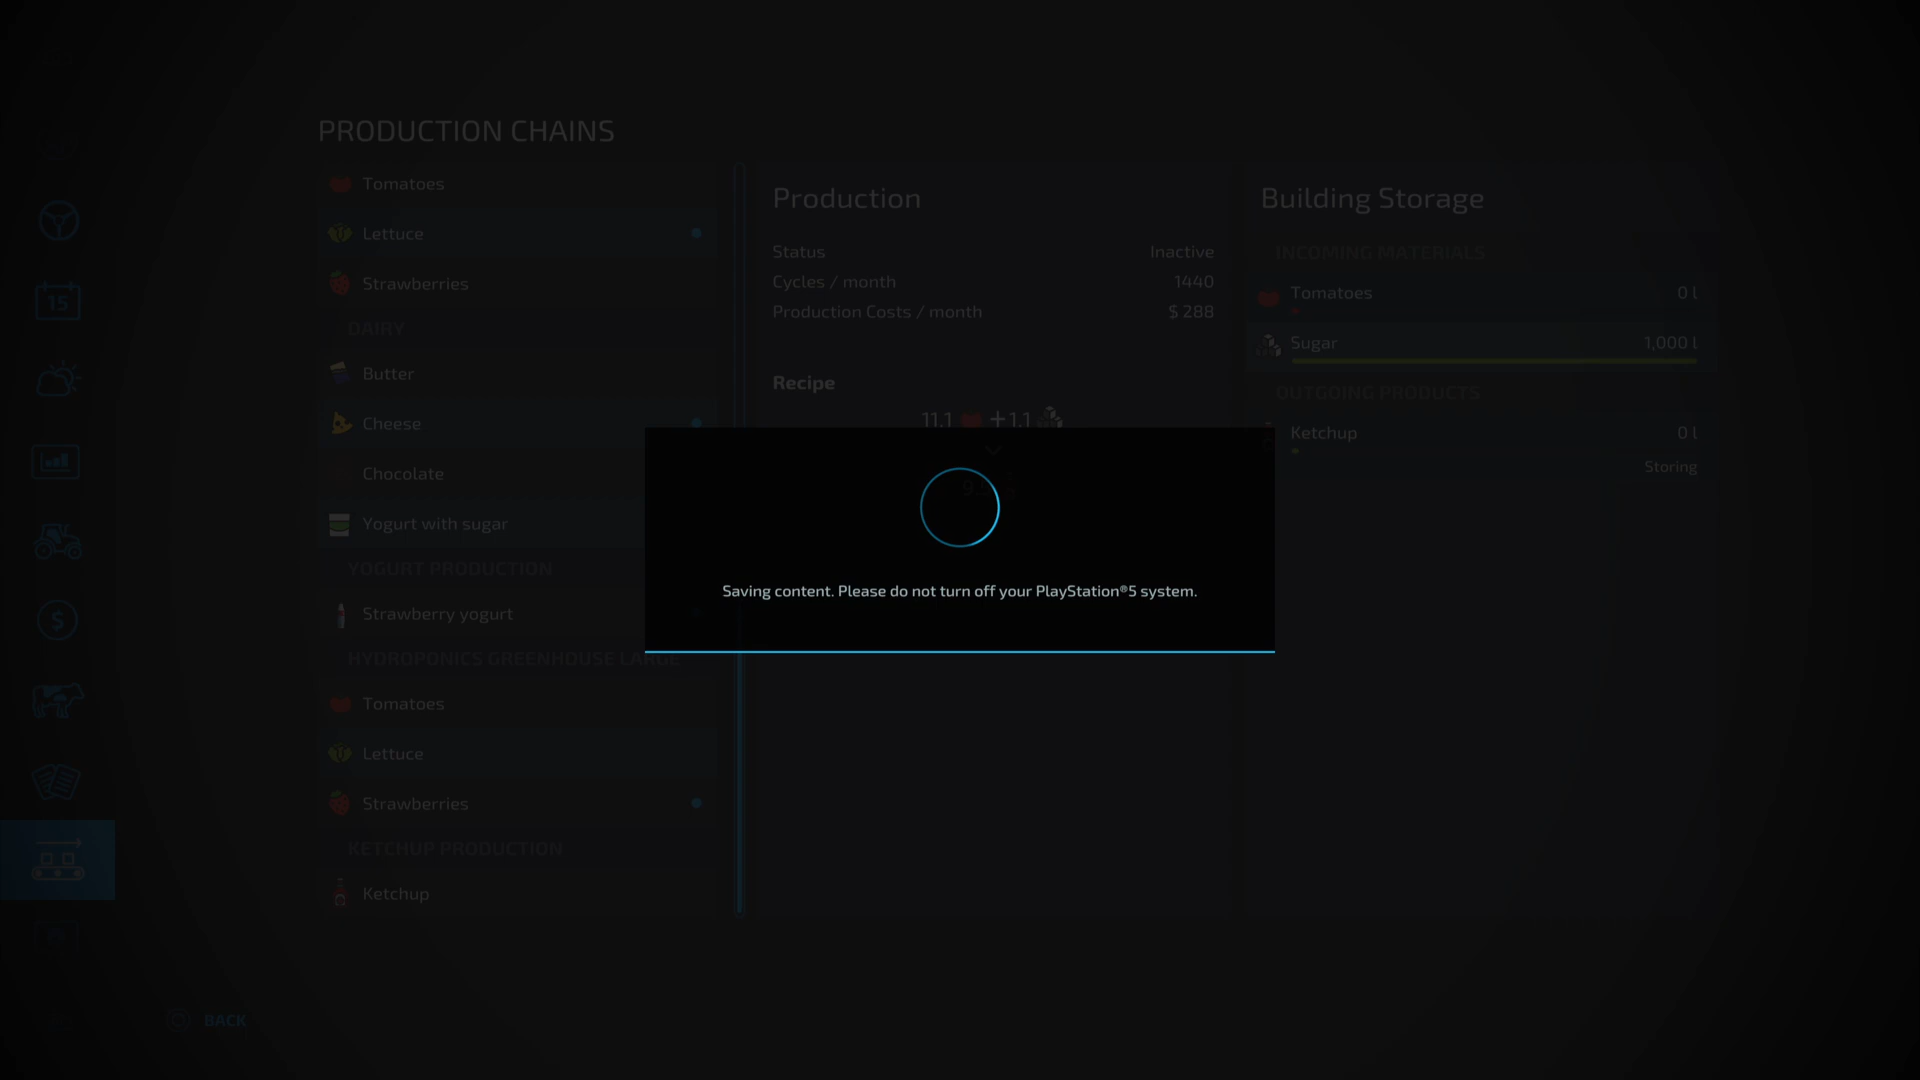 PRODUCTION CHAINS
Tomatoes
Lettuce
Strawberries
DAIRY
Butter
Cheese
Chocolate
Yogurt with sugar
YOGURT PRODUCTION
Strawberry yogurt
HYDROPONICS GREENHOUSE LARGE
Tomatoes
Lettuce
Strawberries
KETCHUP PRODUCTION
Ketchup
Production
Status Inactive
Cycles / month 1440
Production Costs / month $ 288
Recipe
11.1 + 1.1
Building Storage
INCOMING MATERIALS
Tomatoes 0 l
Sugar 1,000 l
OUTGOING PRODUCTS
Ketchup 0 l
Storing
Saving content. Please do not turn off your PlayStation®5 system.
15
$
BACK